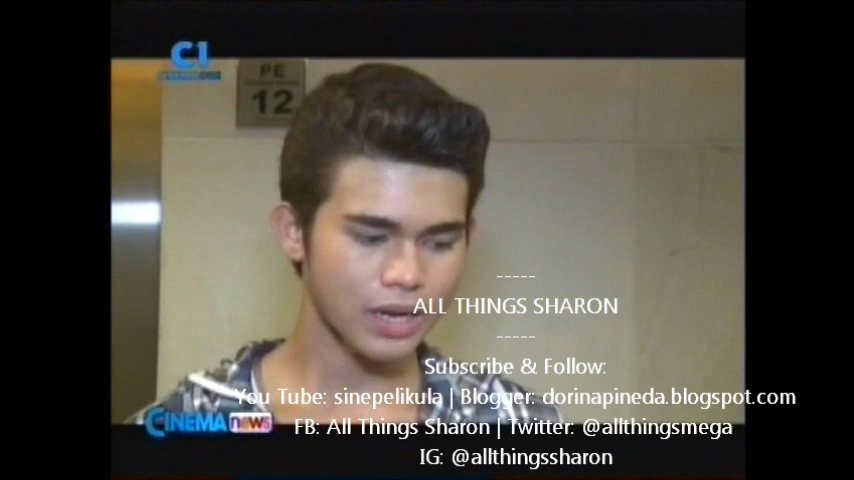 C1
PE
12
-----
ALL THINGS SHARON
-----
Subscribe & Follow:
You Tube: sinepelikula | Blogger: dorinapineda.blogspot.com
CINEMA news
FB: All Things Sharon | Twitter: @allthingsmega
IG: @allthingssharon